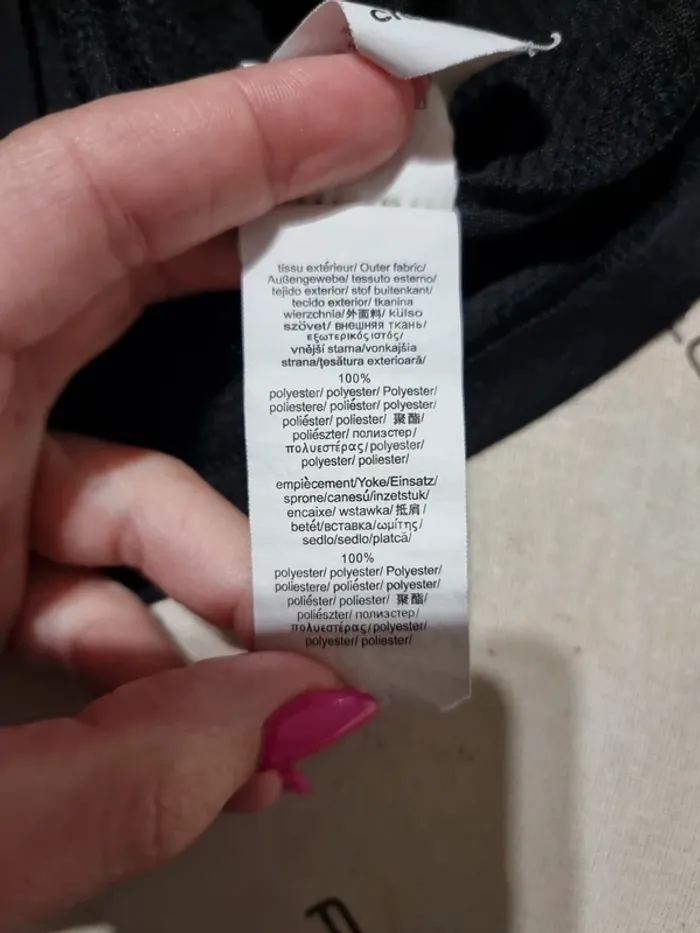 tissu extérieur/ Outer fabric/
Außengewebe/ tessuto esterno/
tejido exterior/ stof buitenkant/
tecido exterior/ tkanina
wierzchnia/外面料/ külso
szövet/ внешняя ткань/
εξωτερικός ιστός/
vnější stama/vonkajšia
strana/ţesătura exterioară/
100%
polyester/ polyester/ Polyester/
poliestere/ poliéster/ polyester/
poliéster/ poliester/ 聚酯/
poliészter/ полиэстер/
πολυεστέρας/polyester/
polyester/ poliester/
empiècement/Yoke/Einsatz/
sprone/canesú/inzetstuk/
encaixe/ wstawka/抵肩/
betét/вставка/ωμίτης/
sedlo/sedlo/platcă/
100%
polyester/ polyester/ Polyester/
poliestere/ poliéster/ polyester/
poliéster/ poliester/ 聚酯/
poliészter/ полиэстер/
πολυεστέρας/polyester/
polyester/ poliester/